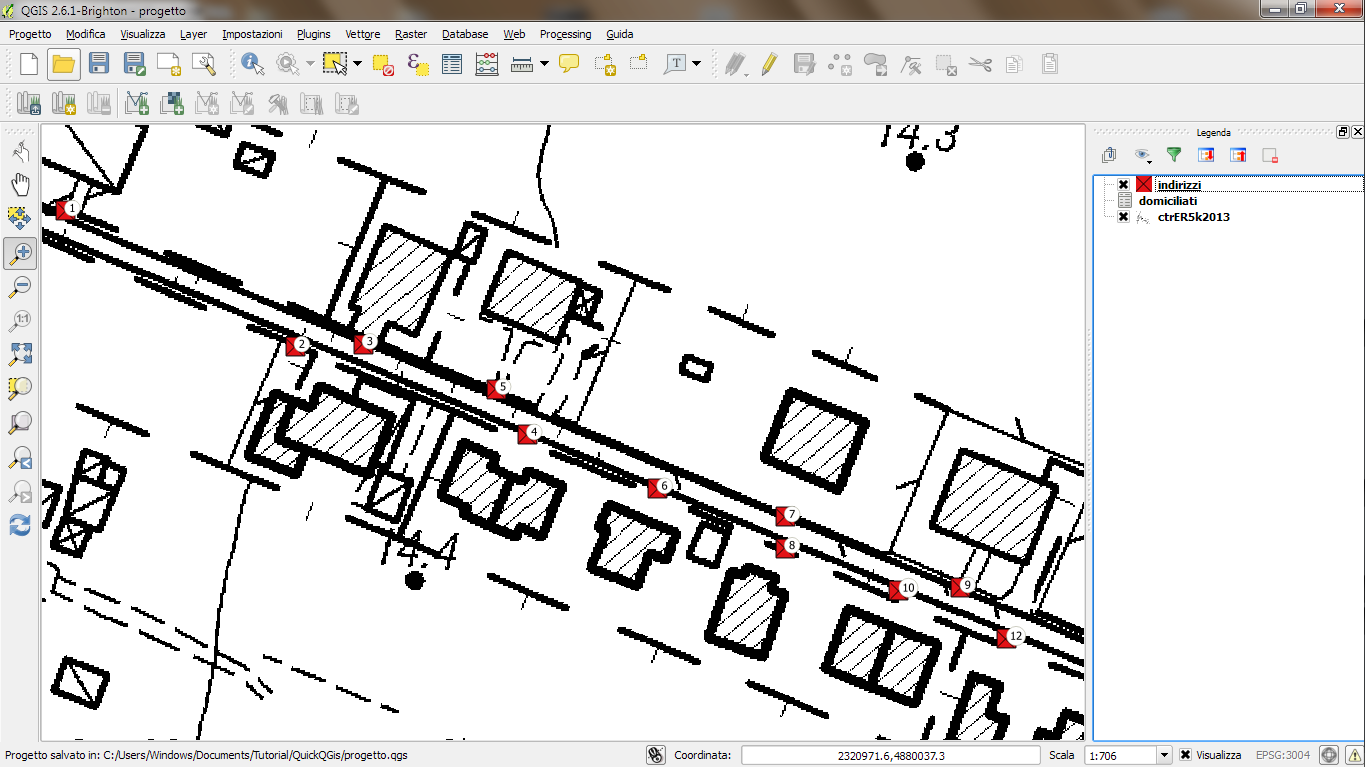 QGIS 2.6.1-Brighton - progetto
Progetto Modifica Visualizza Layer Impostazioni Plugins Vettore Raster Database Web Processing Guida
T
1:1
14.3
1
2
3
5
4
6
7
8
10
9
12
14.4
Legenda
indirizzi
domiciliati
ctrER5k2013
Progetto salvato in: C:/Users/Windows/Documents/Tutorial/QuickQGis/progetto.qgs
Coordinata: 2320971.6,4880037.3 Scala 1:706 Visualizza EPSG:3004